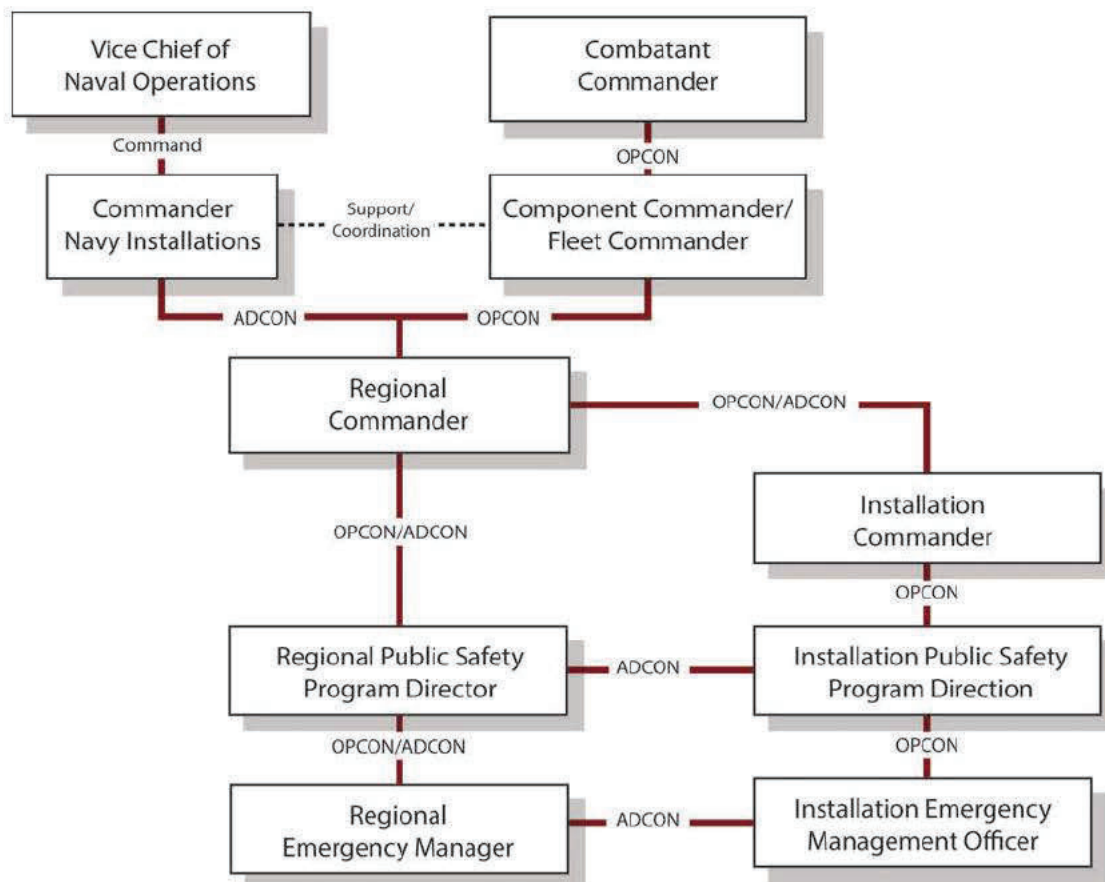 Vice Chief of
Naval Operations
Combatant
Commander
Command
OPCON
Commander
Navy Installations
Support/
Coordination
Component Commander/
Fleet Commander
ADCON
OPCON
Regional
Commander
OPCON/ADCON
Installation
Commander
OPCON/ADCON
OPCON
Regional Public Safety
Program Director
ADCON
Installation Public Safety
Program Direction
OPCON/ADCON
OPCON
Regional
Emergency Manager
ADCON
Installation Emergency
Management Officer